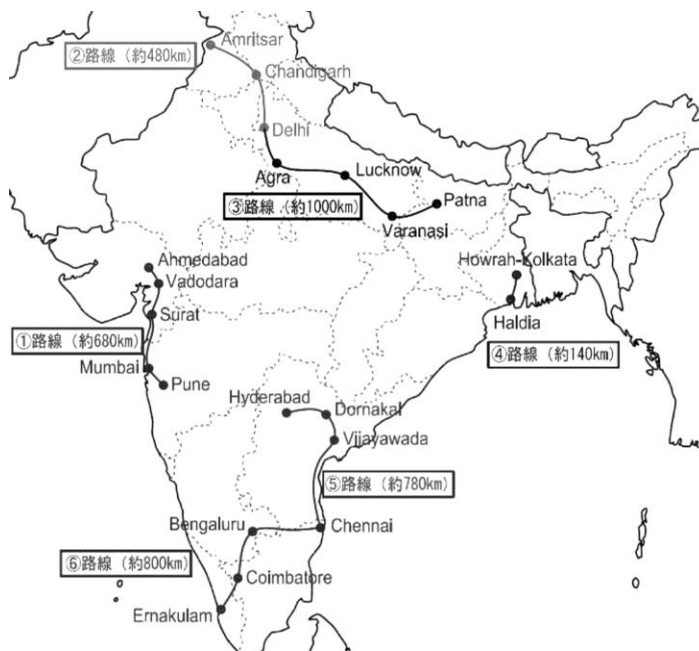 Amritsar
②路線（約480km）
Chandigarh
Delhi
Agra
Lucknow
③路線（約1000km）
Patna
Varanasi
Ahmedabad
Howrah-Kolkata
Vadodara
Surat
Haldia
①路線（約680km）
④路線（約140km）
Mumbai
Pune
Hyderabad
Dornakal
Vijayawada
⑤路線（約780km）
Bengaluru
Chennai
⑥路線（約800km）
Coimbatore
Ernakulam